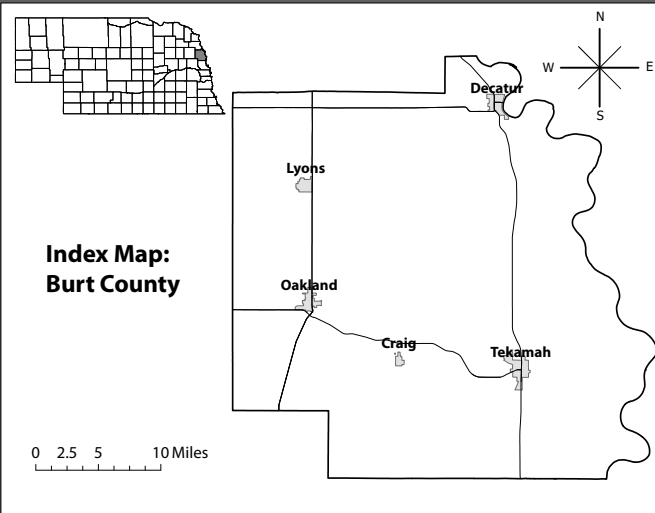 N
W E
S
Decatur
Lyons
Index Map:
Burt County
Oakland
Craig
Tekamah
0 2.5 5 10 Miles